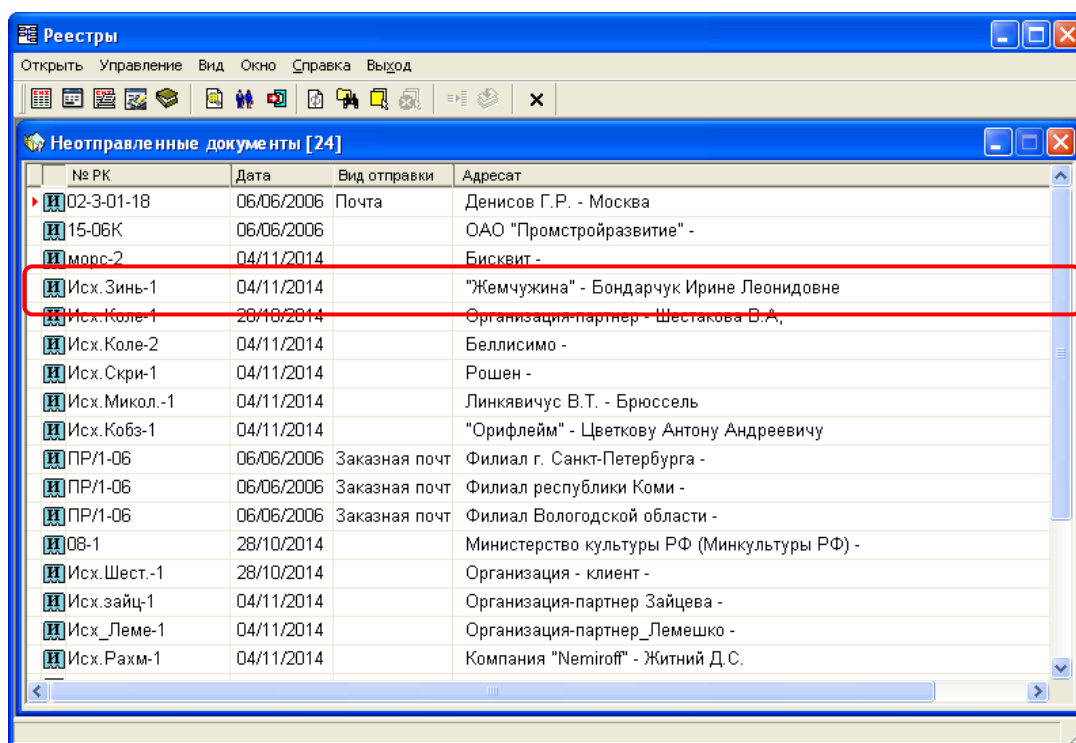 Реестры
Открыть Управление Вид Окно Справка Выход
Неотправленные документы [24]
№ РК Дата Вид отправки Адресат
И 02-3-01-18 06/06/2006 Почта Денисов Г.Р. - Москва
И 15-06К 06/06/2006 ОАО "Промстройразвитие" -
И морс-2 04/11/2014 Бисквит -
И Исх.Зинь-1 04/11/2014 "Жемчужина" - Бондарчук Ирине Леонидовне
И Исх.Коле-1 28/10/2014 Организация-партнер - Шестакова В.А,
И Исх.Коле-2 04/11/2014 Беллисимо -
И Исх.Скри-1 04/11/2014 Рошен -
И Исх.Микол.-1 04/11/2014 Линкявичус В.Т. - Брюссель
И Исх.Кобз-1 04/11/2014 "Орифлейм" - Цветкову Антону Андреевичу
И ПР/1-06 06/06/2006 Заказная почт Филиал г. Санкт-Петербурга -
И ПР/1-06 06/06/2006 Заказная почт Филиал республики Коми -
И ПР/1-06 06/06/2006 Заказная почт Филиал Вологодской области -
И 08-1 28/10/2014 Министерство культуры РФ (Минкультуры РФ) -
И Исх.Шест.-1 28/10/2014 Организация - клиент -
И Исх.зайц-1 04/11/2014 Организация-партнер Зайцева -
И Исх_Леме-1 04/11/2014 Организация-партнер_Лемешко -
И Исх.Рахм-1 04/11/2014 Компания "Nemiroff" - Житний Д.С.